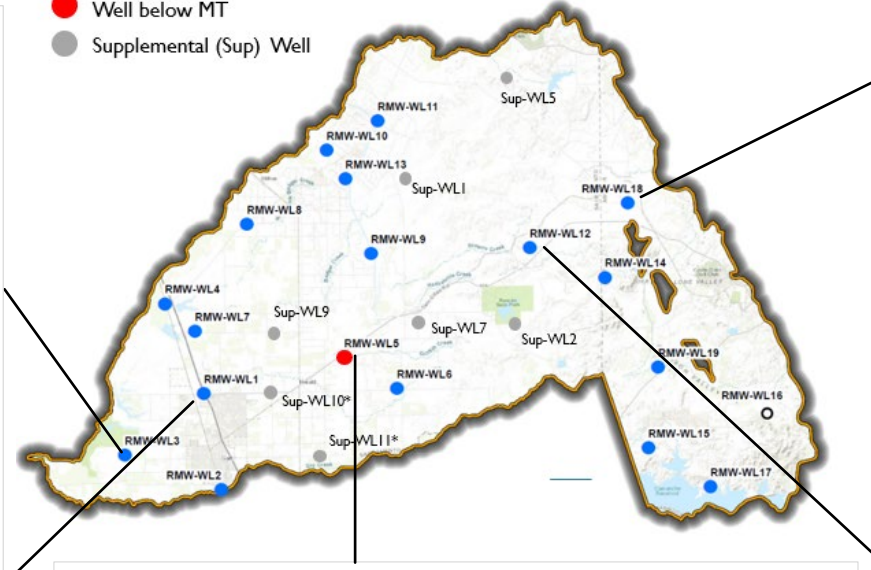 Well below MT
Supplemental (Sup) Well
Sup-WL5
RMW-WL11
RMW-WL10
RMW-WL13
Sup-WL1
RMW-WL18
RMW-WL8
RMW-WL12
RMW-WL9
RMW-WL14
RMW-WL4
Sup-WL9
RMW-WL7
Sup-WL7
Sup-WL2
RMW-WL5
RMW-WL19
RMW-WL1
RMW-WL6
Sup-WL10*
RMW-WL16
RMW-WL3
Sup-WL11*
RMW-WL15
RMW-WL2
RMW-WL17